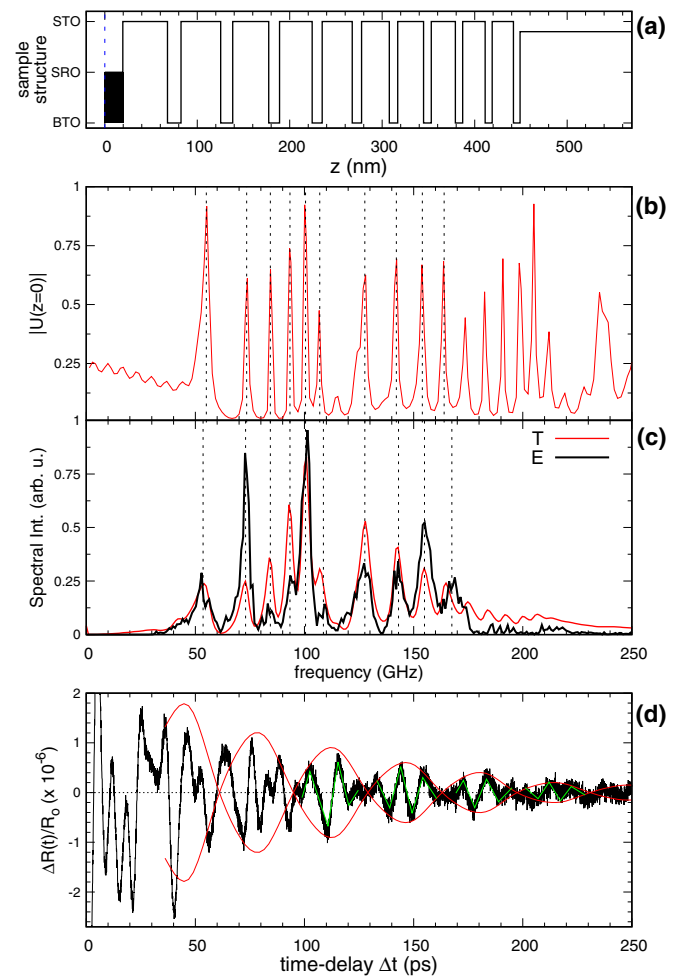 (a)
STO
SRO
BTO
sample
structure
0 100 200 300 400 500
z (nm)
(b)
1
0.75
0.5
0.25
|U(z=0)|
(c)
T
E
1
0.75
0.5
0.25
0
Spectral Int. (arb. u.)
0 50 100 150 200 250
frequency (GHz)
(d)
2
1
0
-1
-2
ΔR(t)/Ro (x 10-6)
0 50 100 150 200 250
time-delay Δt (ps)